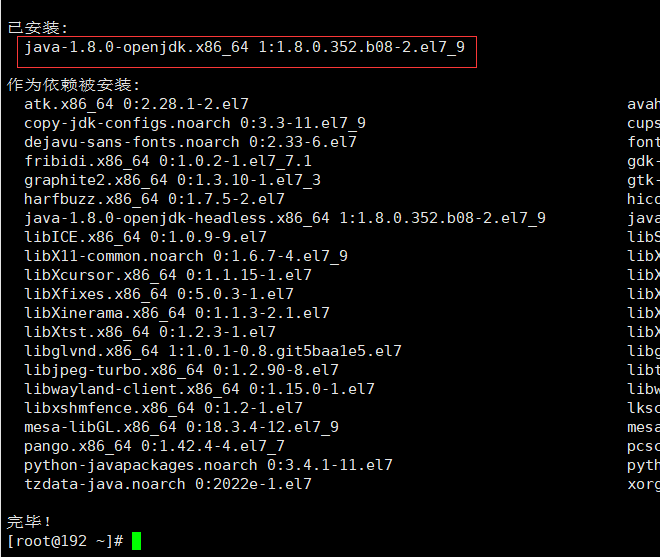 已安装:
java-1.8.0-openjdk.x86_64 1:1.8.0.352.b08-2.el7_9
作为依赖被安装:
atk.x86_64 0:2.28.1-2.el7 avah
copy-jdk-configs.noarch 0:3.3-11.el7_9 cups
dejavu-sans-fonts.noarch 0:2.33-6.el7 font
fribidi.x86_64 0:1.0.2-1.el7_7.1 gdk-
graphite2.x86_64 0:1.3.10-1.el7_3 gtk-
harfbuzz.x86_64 0:1.7.5-2.el7 hico
java-1.8.0-openjdk-headless.x86_64 1:1.8.0.352.b08-2.el7_9 java
libICE.x86_64 0:1.0.9-9.el7 libS
libX11-common.noarch 0:1.6.7-4.el7_9 libX
libXcursor.x86_64 0:1.1.15-1.el7 libX
libXfixes.x86_64 0:5.0.3-1.el7 libX
libXinerama.x86_64 0:1.1.3-2.1.el7 libX
libXtst.x86_64 0:1.2.3-1.el7 libX
libglvnd.x86_64 1:1.0.1-0.8.git5baa1e5.el7 libg
libjpeg-turbo.x86_64 0:1.2.90-8.el7 libt
libwayland-client.x86_64 0:1.15.0-1.el7 libw
libxshmfence.x86_64 0:1.2-1.el7 lksc
mesa-libGL.x86_64 0:18.3.4-12.el7_9 mesa
pango.x86_64 0:1.42.4-4.el7_7 pcsc
python-javapackages.noarch 0:3.4.1-11.el7 pyth
tzdata-java.noarch 0:2022e-1.el7 xorg
完毕！
[root@192 ~]#